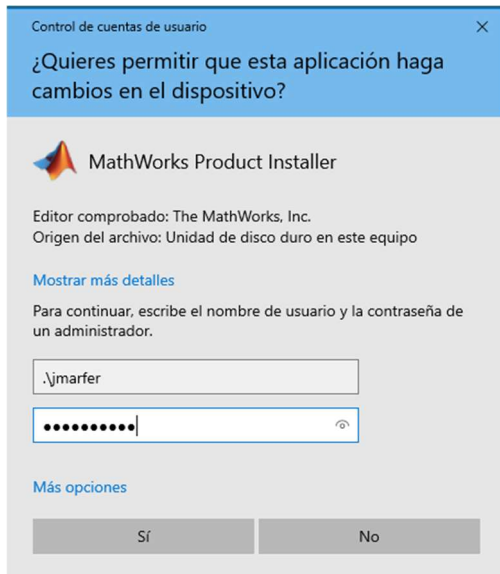 Control de cuentas de usuario
¿Quieres permitir que esta aplicación haga
cambios en el dispositivo?
MathWorks Product Installer
Editor comprobado: The MathWorks, Inc.
Origen del archivo: Unidad de disco duro en este equipo
Mostrar más detalles
Para continuar, escribe el nombre de usuario y la contraseña de
un administrador.
.\jmarfer
●●●●●●●●●●
Más opciones
Sí
No